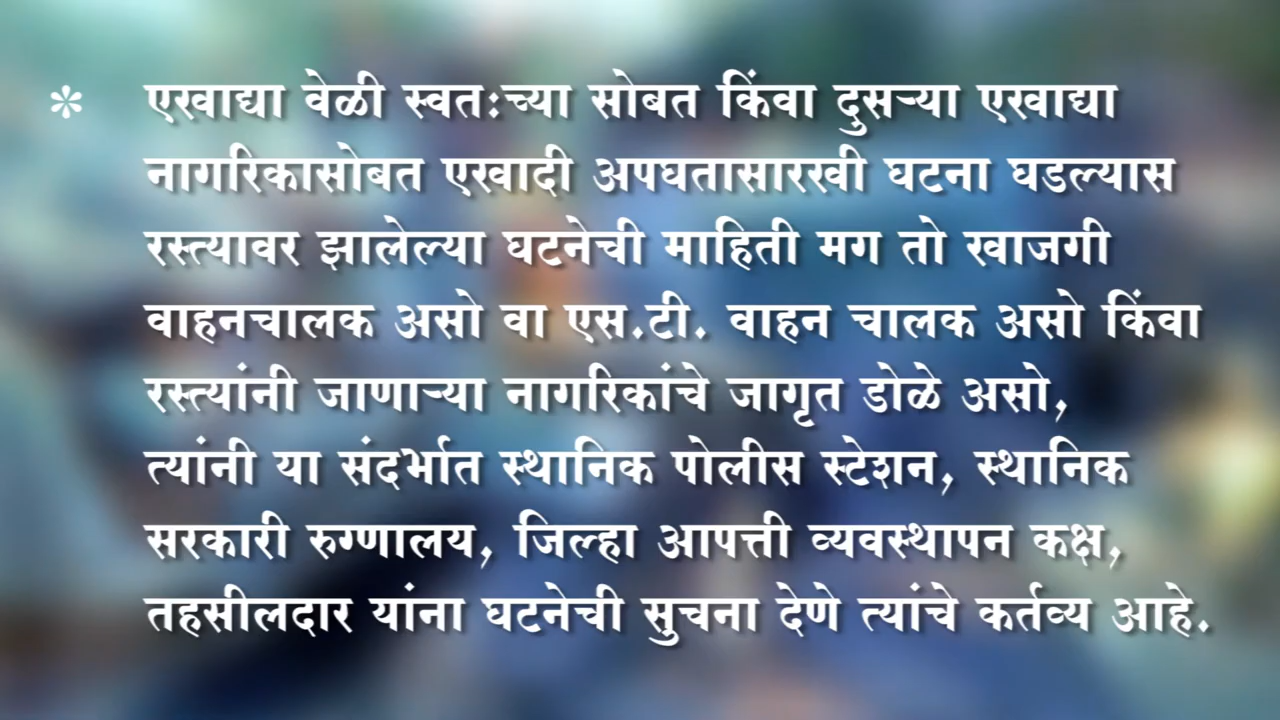 * एखाद्या वेळी स्वतःच्या सोबत किंवा दुसऱ्या एखाद्या
नागरिकासोबत एखादी अपघतासारखी घटना घडल्यास
रस्त्यावर झालेल्या घटनेची माहिती मग तो खाजगी
वाहनचालक असो वा एस.टी. वाहन चालक असो किंवा
रस्त्यांनी जाणाऱ्या नागरिकांचे जागृत डोळे असो,
त्यांनी या संदर्भात स्थानिक पोलीस स्टेशन, स्थानिक
सरकारी रुग्णालय, जिल्हा आपत्ती व्यवस्थापन कक्ष,
तहसीलदार यांना घटनेची सुचना देणे त्यांचे कर्तव्य आहे.